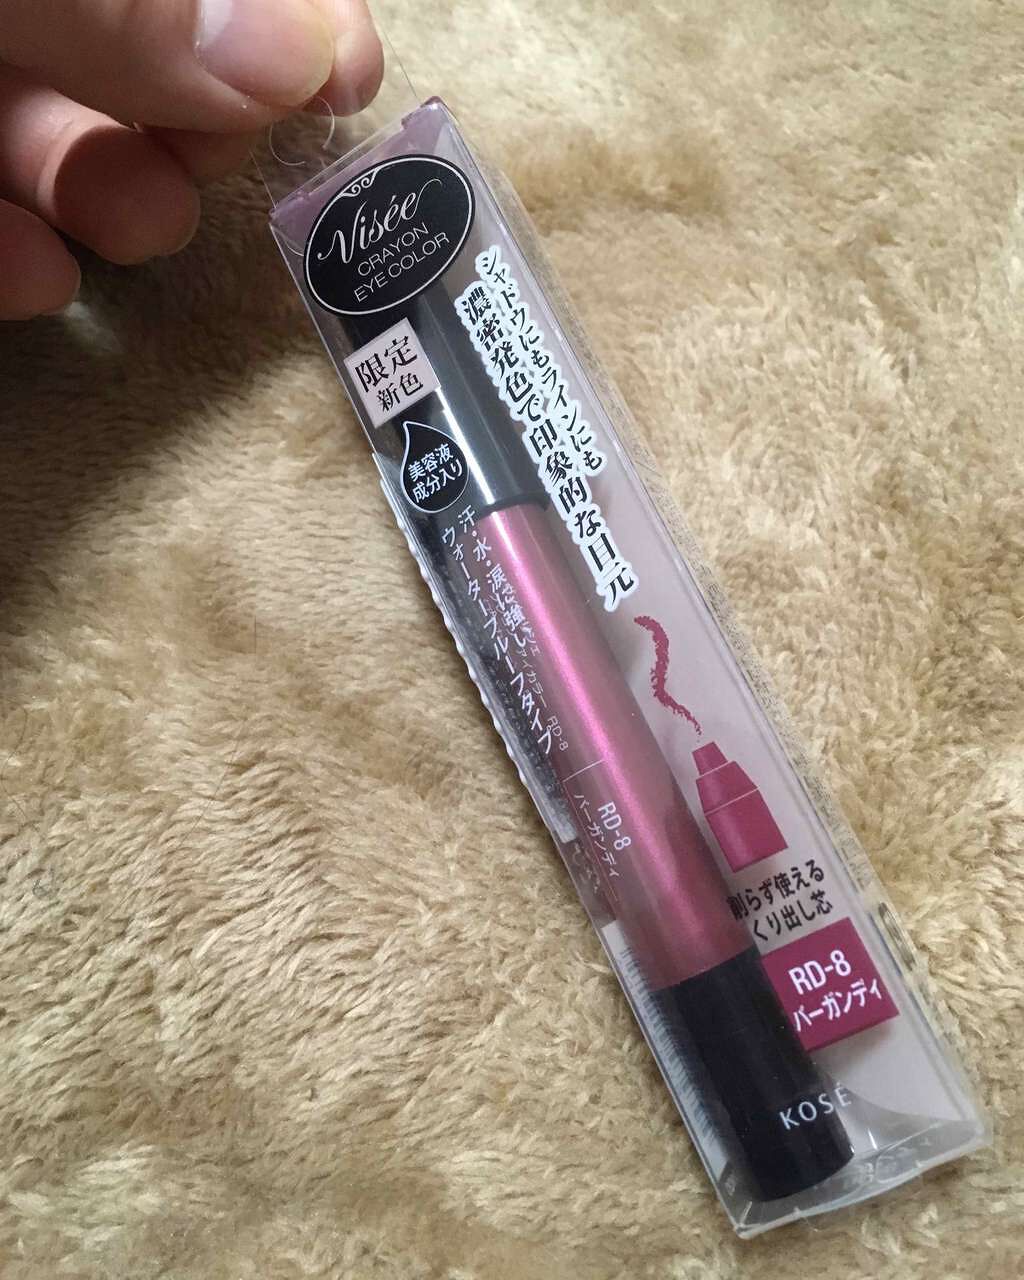 Visée
CRAYON
EYE COLOR
限定
新色
美容液
成分入り
シャドウにもラインにも
濃密発色で印象的な目元
汗・水・涙に強い
ウォータープルーフタイプ
RD-8
RD-8
バーガンディ
削らず使える
くり出し芯
RD-8
バーガンディ
KOSÉ